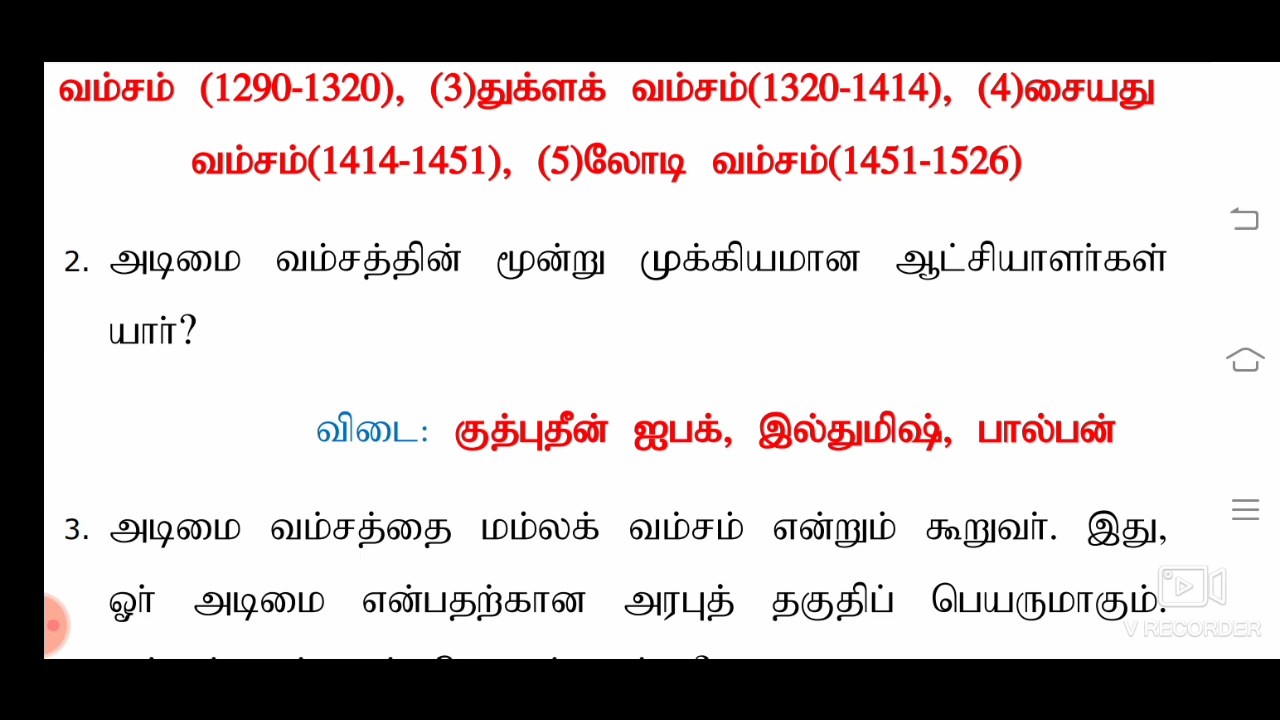 வம்சம் (1290-1320), (3)துக்ளக் வம்சம்(1320-1414), (4)சையது
வம்சம்(1414-1451), (5)லோடி வம்சம்(1451-1526)
2. அடிமை வம்சத்தின் மூன்று முக்கியமான ஆட்சியாளர்கள்
யார்?
விடை: குத்புதீன் ஐபக், இல்துமிஷ், பால்பன்
3. அடிமை வம்சத்தை மம்லக் வம்சம் என்றும் கூறுவர். இது,
ஓர் அடிமை என்பதற்கான அரபுத் தகுதிப் பெயருமாகும்.
V RECORDER